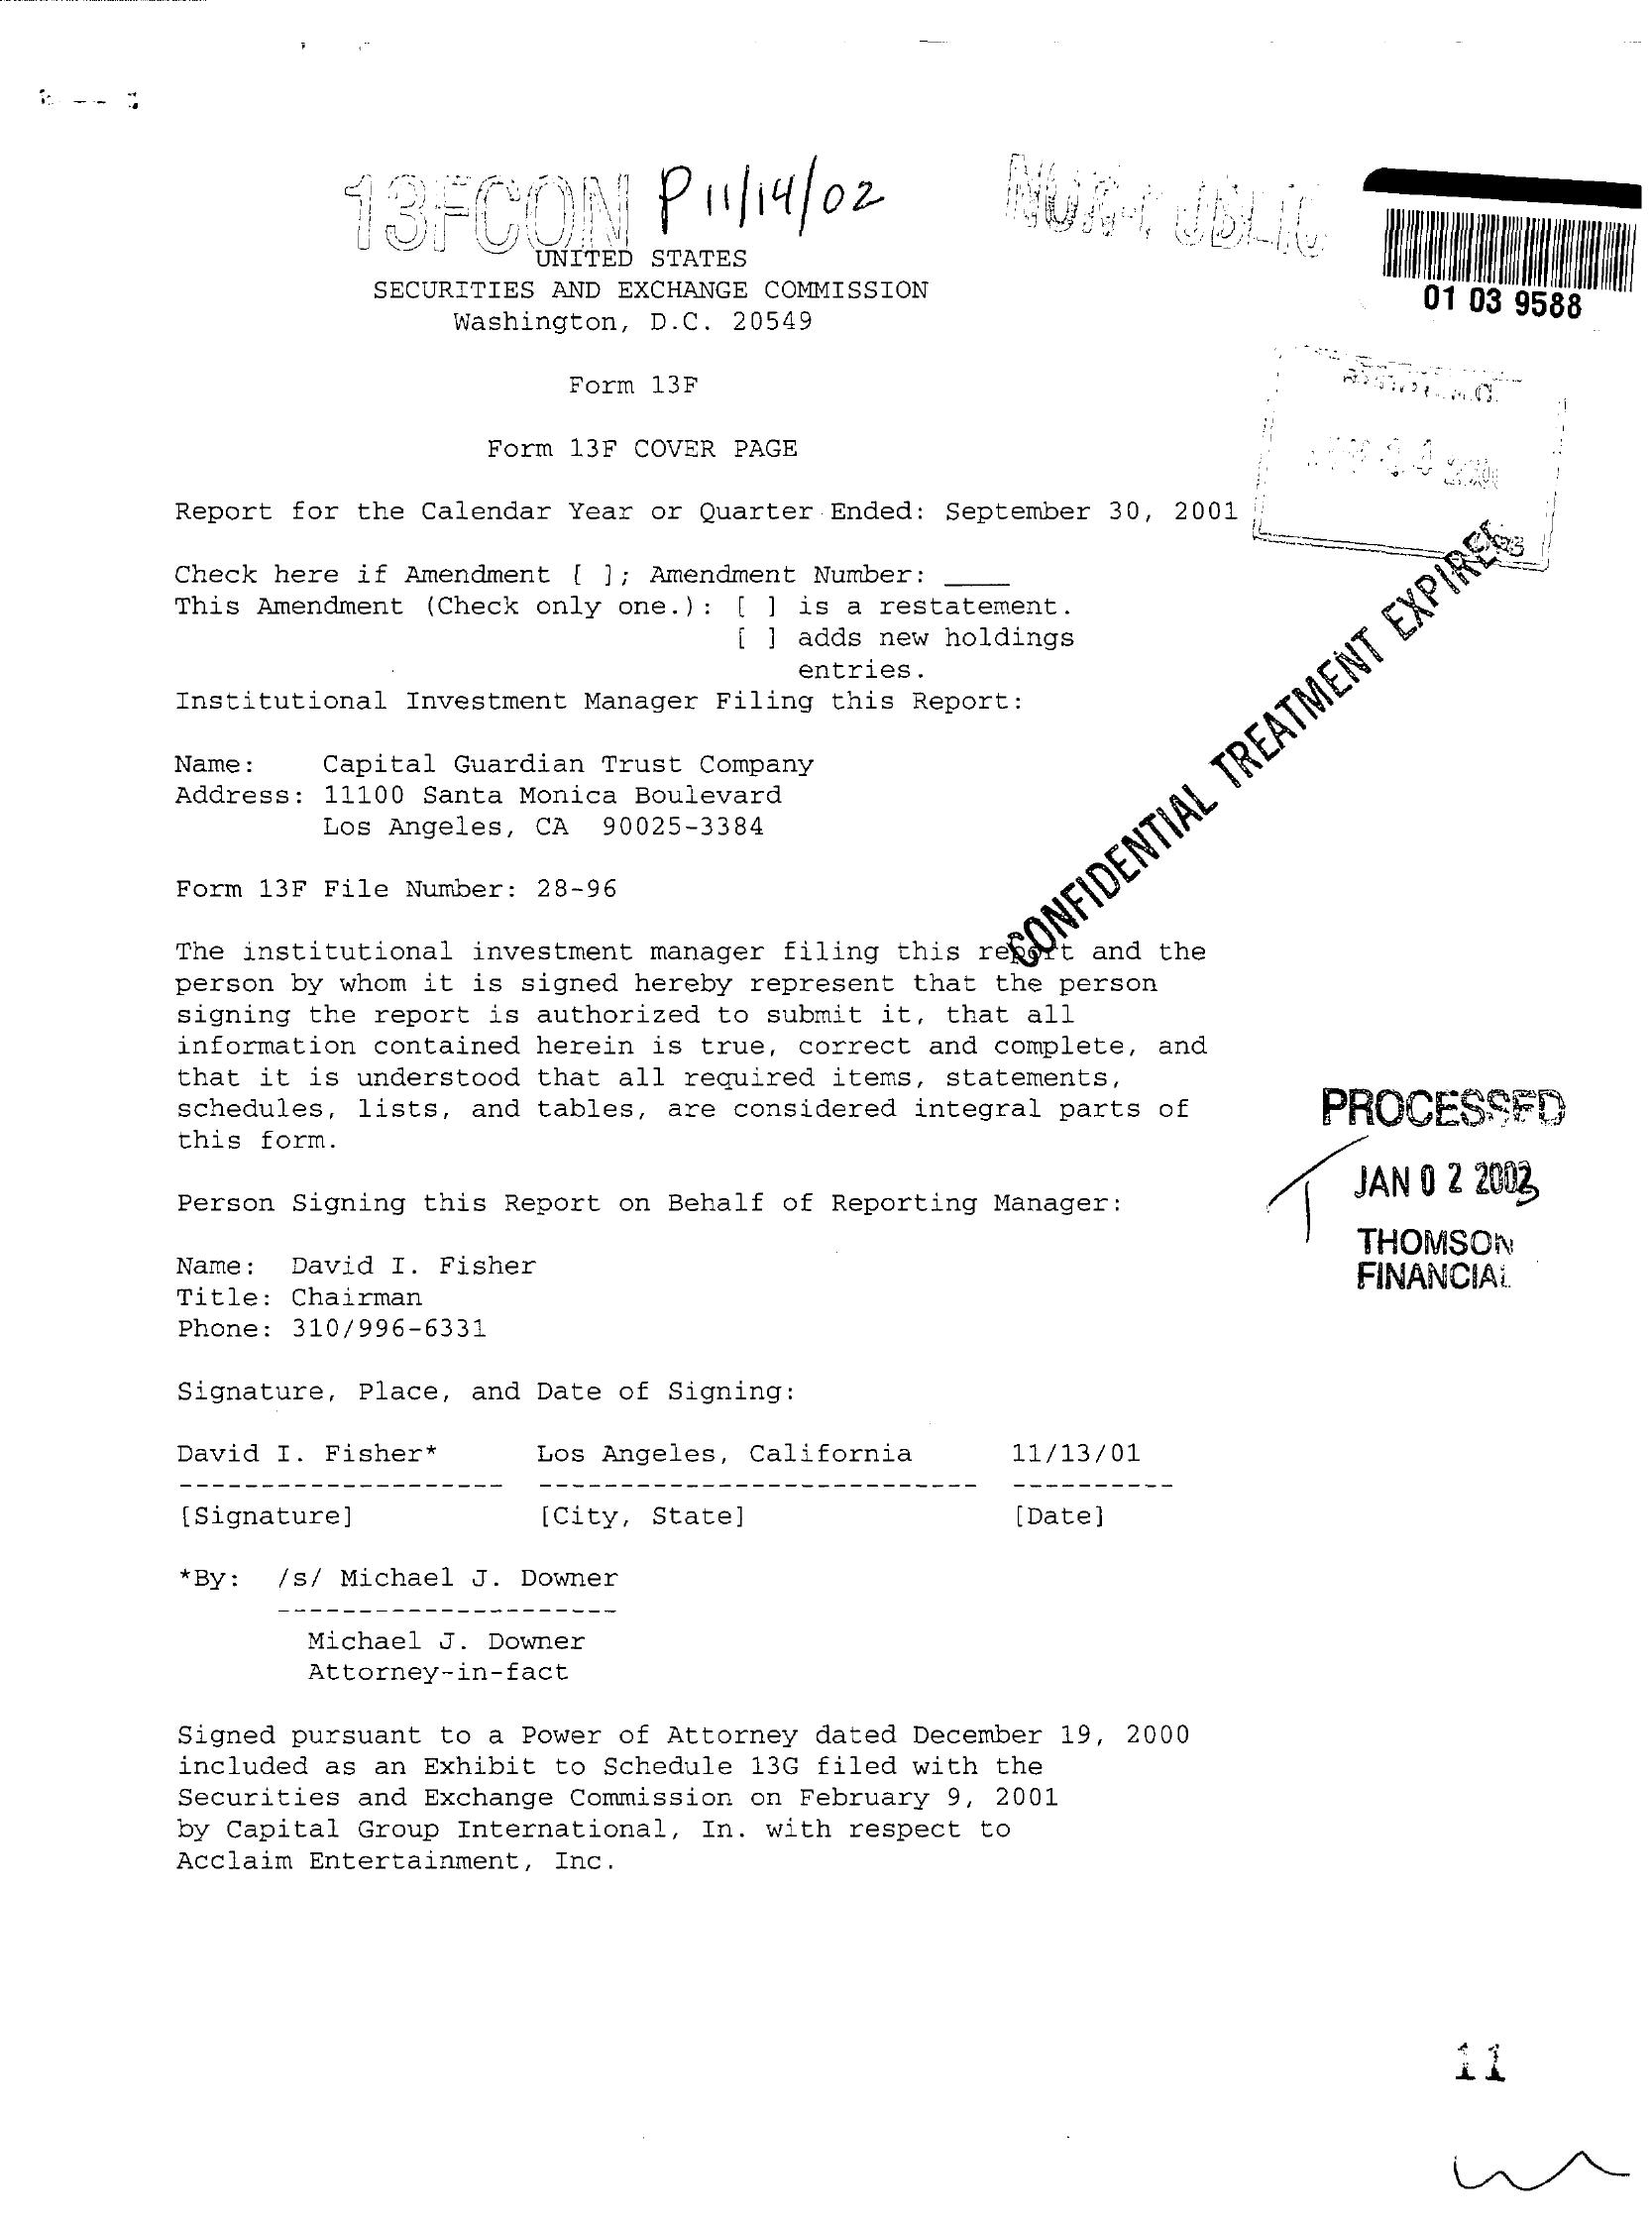 13FCON P 11/14/02
01 03 9588
UNITED STATES
SECURITIES AND EXCHANGE COMMISSION
Washington, D.C. 20549
Form 13F
Form 13F COVER PAGE
Report for the Calendar Year or Quarter Ended: September 30, 2001
Check here if Amendment [ ]; Amendment Number: ____
This Amendment (Check only one.): [ ] is a restatement.
[ ] adds new holdings
entries.
Institutional Investment Manager Filing this Report:
CONFIDENTIAL TREATMENT EXPIRED
Name: Capital Guardian Trust Company
Address: 11100 Santa Monica Boulevard
Los Angeles, CA 90025-3384
Form 13F File Number: 28-96
The institutional investment manager filing this report and the
person by whom it is signed hereby represent that the person
signing the report is authorized to submit it, that all
information contained herein is true, correct and complete, and
that it is understood that all required items, statements,
schedules, lists, and tables, are considered integral parts of
this form.
PROCESSED
JAN 02 2003
THOMSON
FINANCIAL
Person Signing this Report on Behalf of Reporting Manager:
Name: David I. Fisher
Title: Chairman
Phone: 310/996-6331
Signature, Place, and Date of Signing:
David I. Fisher* Los Angeles, California 11/13/01
-------------------- --------------------------- ----------
[Signature] [City, State] [Date]
*By: /s/ Michael J. Downer
---------------------
Michael J. Downer
Attorney-in-fact
Signed pursuant to a Power of Attorney dated December 19, 2000
included as an Exhibit to Schedule 13G filed with the
Securities and Exchange Commission on February 9, 2001
by Capital Group International, In. with respect to
Acclaim Entertainment, Inc.
11